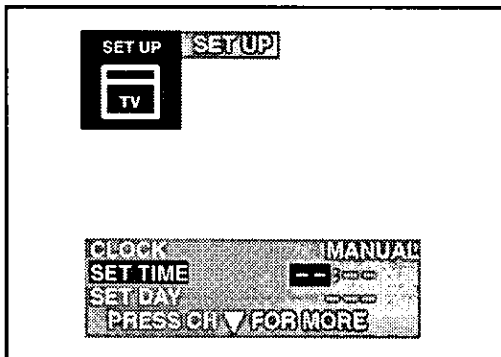 SET UP SET UP
TV
CLOCK MANUAL
SET TIME --:--
SET DAY ---
PRESS CH ▽ FOR MORE